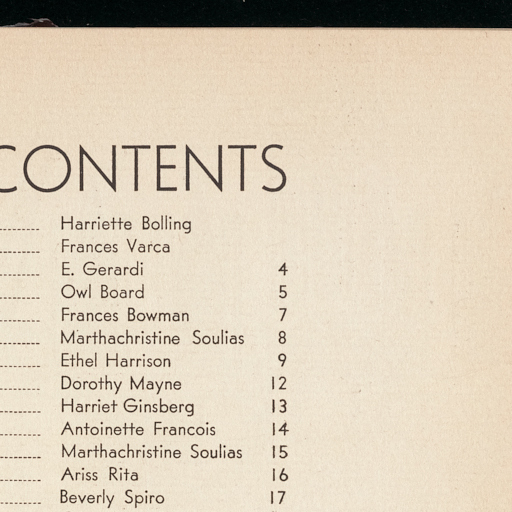 CONTENTS
Harriette Bolling
Frances Varca
E. Gerardi 4
Owl Board 5
Frances Bowman 7
Marthachristine Soulias 8
Ethel Harrison 9
Dorothy Mayne 12
Harriet Ginsberg 13
Antoinette Francois 14
Marthachristine Soulias 15
Ariss Rita 16
Beverly Spiro 17